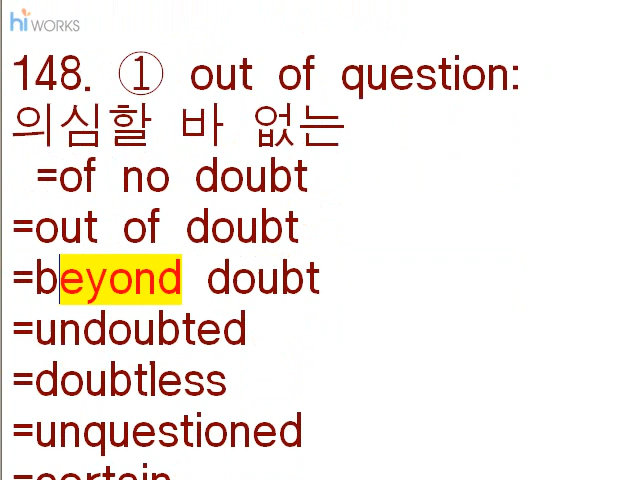 hiWORKS
148. ① out of question:
의심할 바 없는
=of no doubt
=out of doubt
=beyond doubt
=undoubted
=doubtless
=unquestioned
=certain